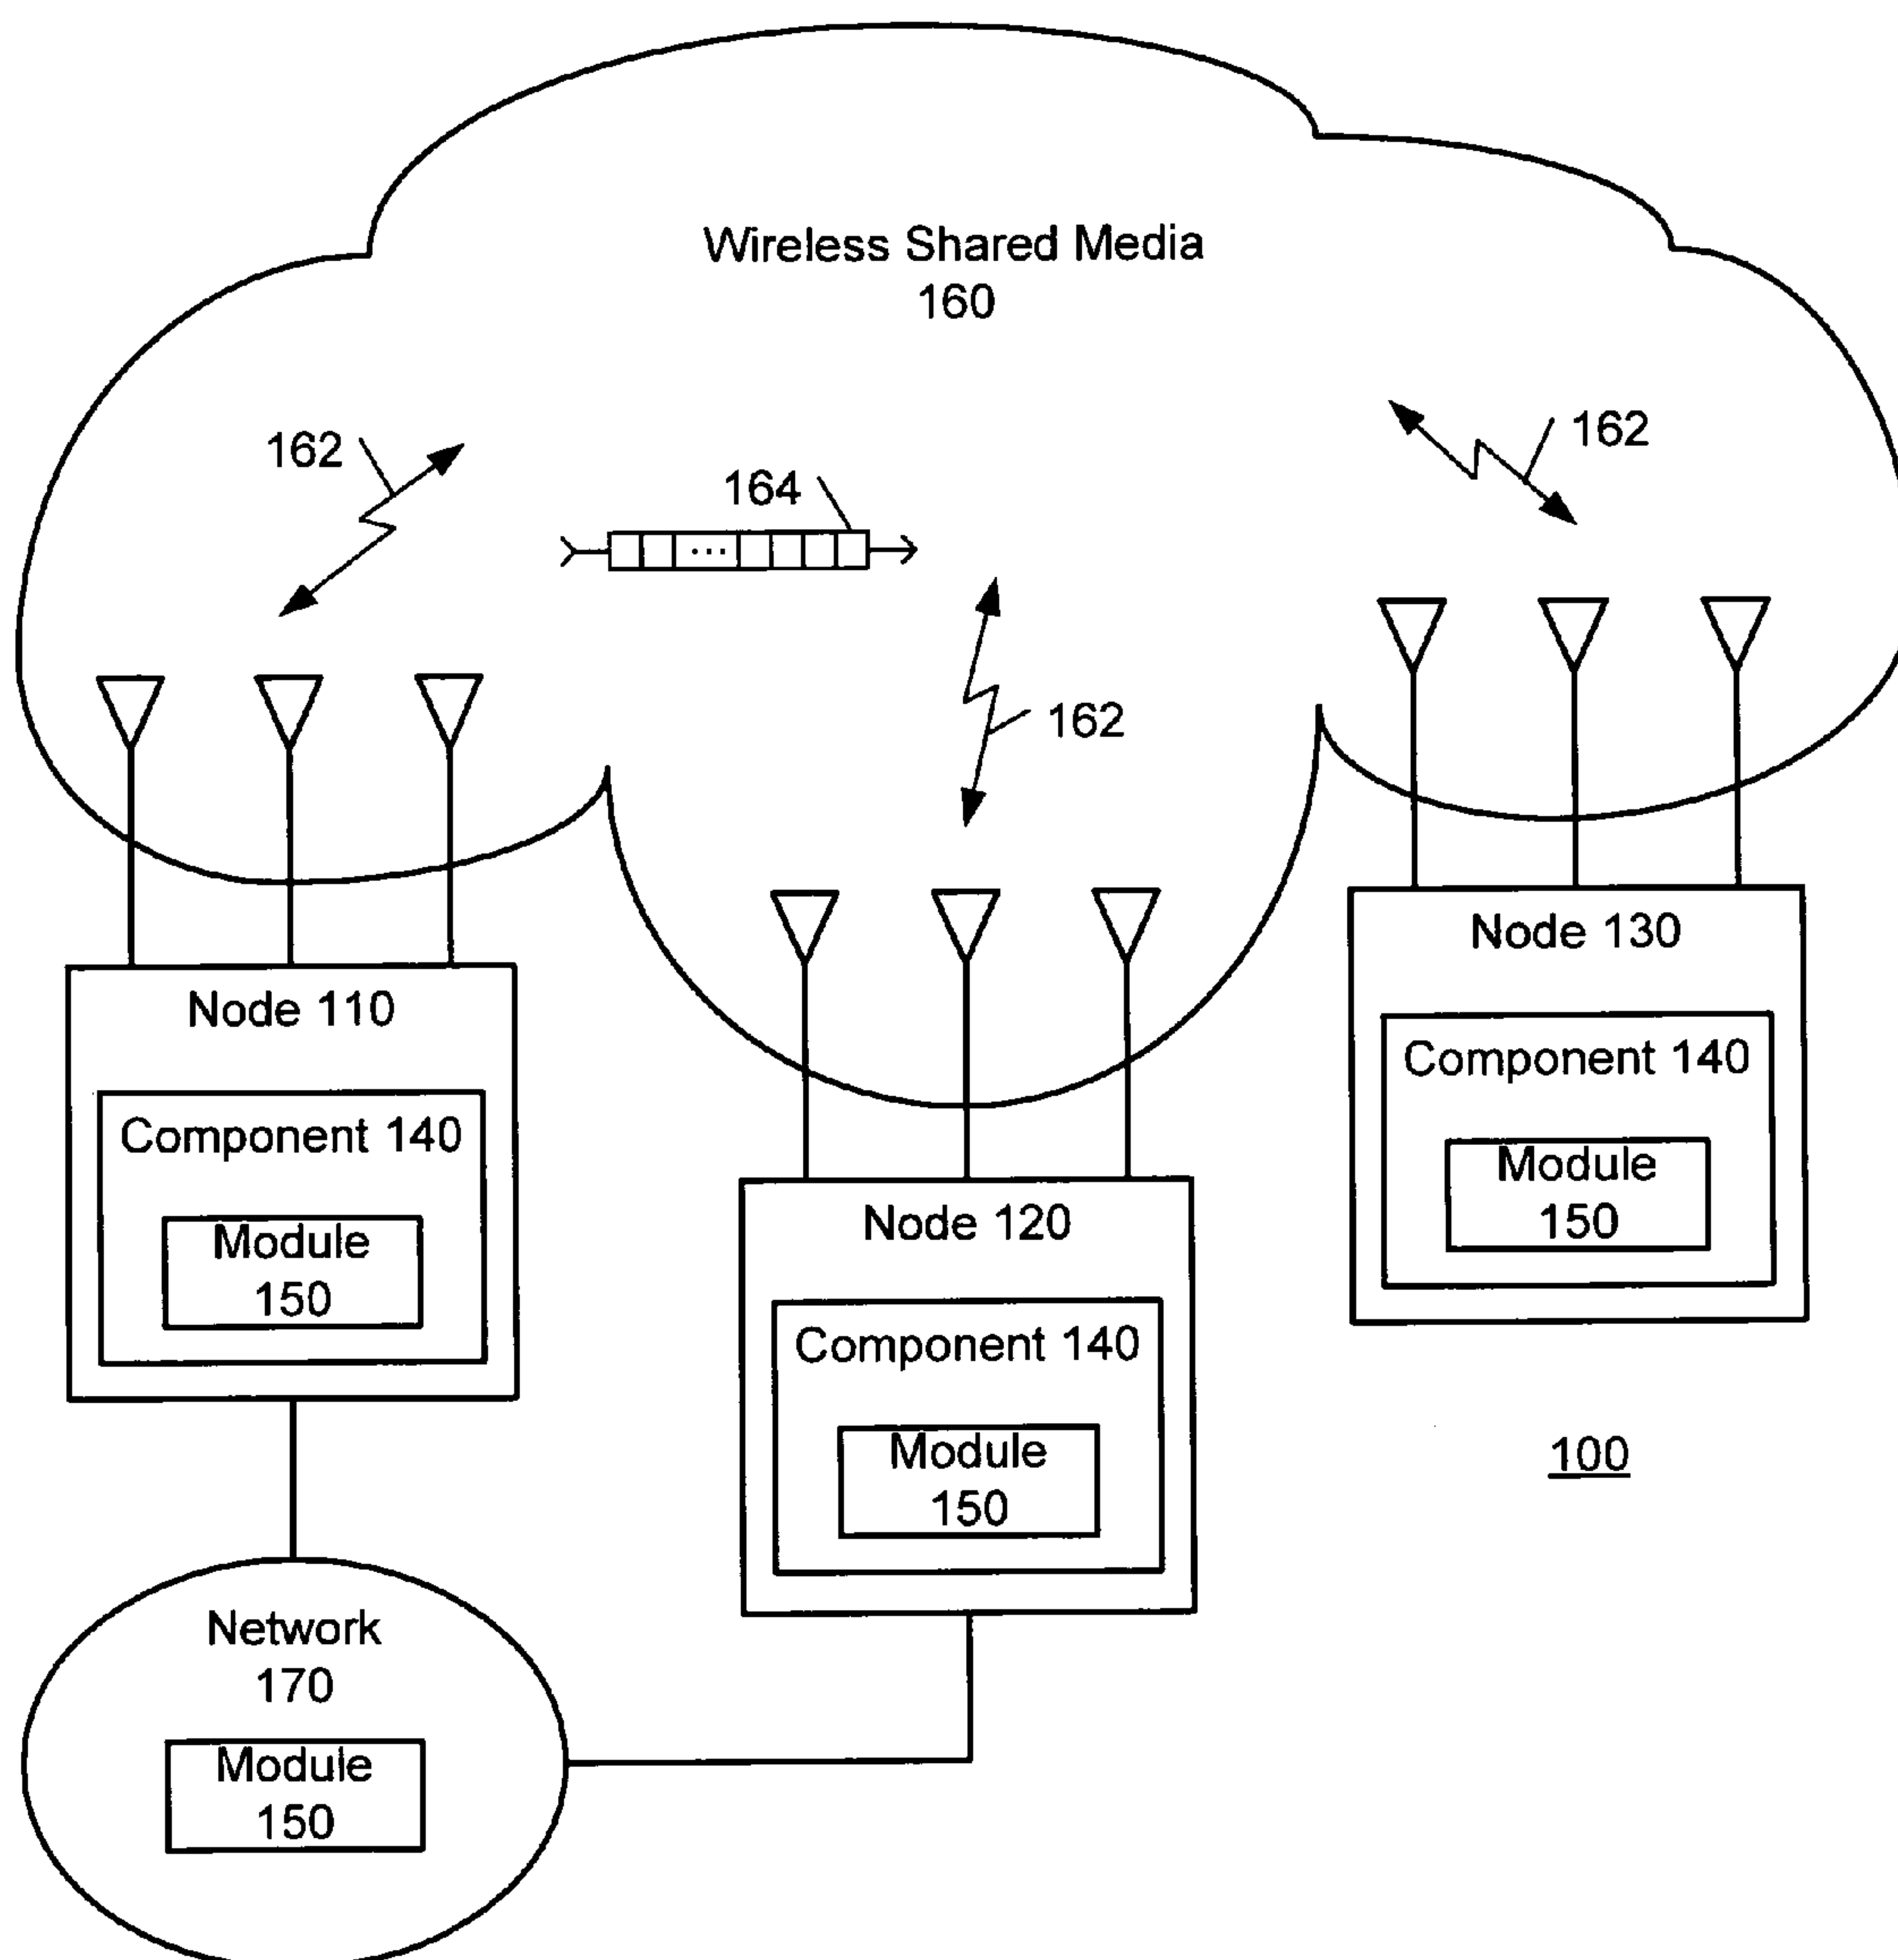 Wireless Shared Media
160
162
162
164
162
Node 130
Node 110
Component 140
Component 140
Module
150
Node 120
Module
150
Component 140
Module
150
100
Network
170
Module
150